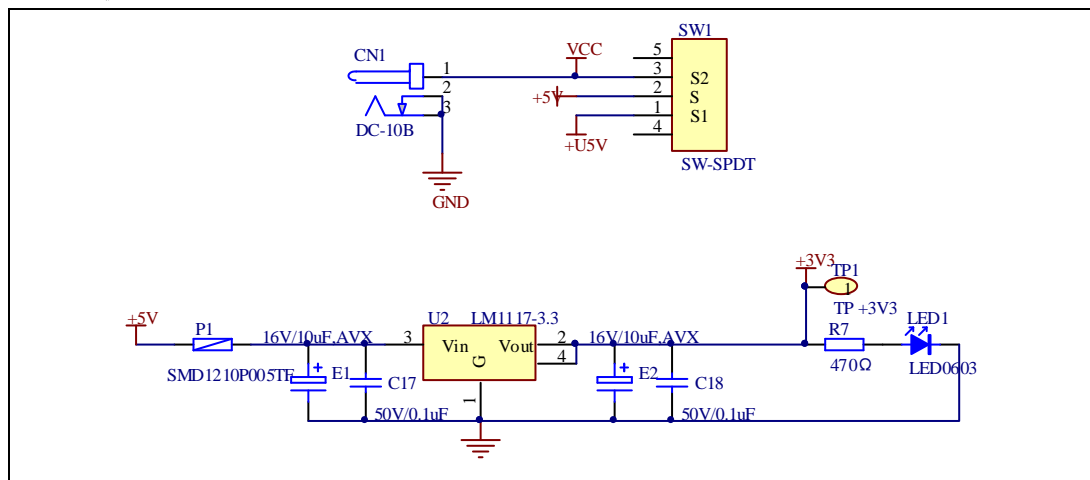 SW1
CN1
VCC
5
1
3
S2
2
+5V
2
S
3
1
S1
DC-10B
+U5V
4
SW-SPDT
GND
+3V3
TP1
1
+5V
P1
U2
LM1117-3.3
TP +3V3
R7
LED1
16V/10uF,AVX
3
Vin
Vout
2
16V/10uF,AVX
4
G
470Ω
LED0603
SMD1210P005TF
E1
C17
E2
C18
1
50V/0.1uF
50V/0.1uF